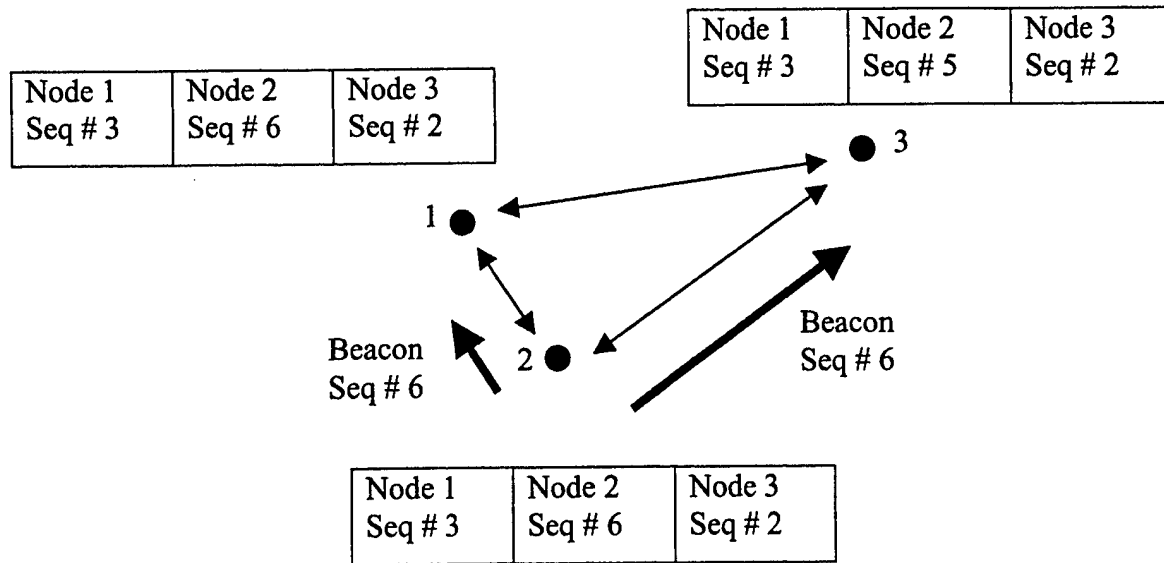 Node 1 Node 2 Node 3
Seq # 3 Seq # 5 Seq # 2
Node 1 Node 2 Node 3
Seq # 3 Seq # 6 Seq # 2
3
1
Beacon
Seq # 6
Beacon
Seq # 6
2
Node 1 Node 2 Node 3
Seq # 3 Seq # 6 Seq # 2